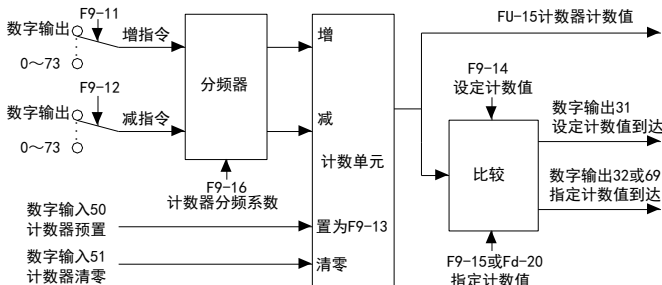 F9-11
数字输出
0～73
增指令
F9-12
数字输出
0～73
减指令
分频器
F9-16
计数器分频系数
数字输入50
计数器预置
数字输入51
计数器清零
增
减
计数单元
置为F9-13
清零
FU-15计数器计数值
F9-14
设定计数值
比较
数字输出31
设定计数值到达
数字输出32或69
指定计数值到达
F9-15或Fd-20
指定计数值